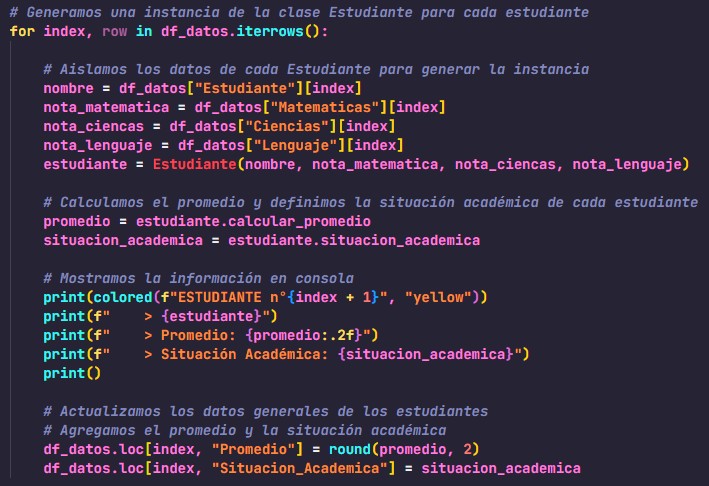 # Generamos una instancia de la clase Estudiante para cada estudiante
for index, row in df_datos.iterrows():
# Aislamos los datos de cada Estudiante para generar la instancia
nombre = df_datos["Estudiante"][index]
nota_matematica = df_datos["Matematicas"][index]
nota_ciencas = df_datos["Ciencias"][index]
nota_lenguaje = df_datos["Lenguaje"][index]
estudiante = Estudiante(nombre, nota_matematica, nota_ciencas, nota_lenguaje)
# Calculamos el promedio y definimos la situación académica de cada estudiante
promedio = estudiante.calcular_promedio
situacion_academica = estudiante.situacion_academica
# Mostramos la información en consola
print(colored(f"ESTUDIANTE n°{index + 1}", "yellow"))
print(f"    > {estudiante}")
print(f"    > Promedio: {promedio:.2f}")
print(f"    > Situación Académica: {situacion_academica}")
print()
# Actualizamos los datos generales de los estudiantes
# Agregamos el promedio y la situación académica
df_datos.loc[index, "Promedio"] = round(promedio, 2)
df_datos.loc[index, "Situacion_Academica"] = situacion_academica